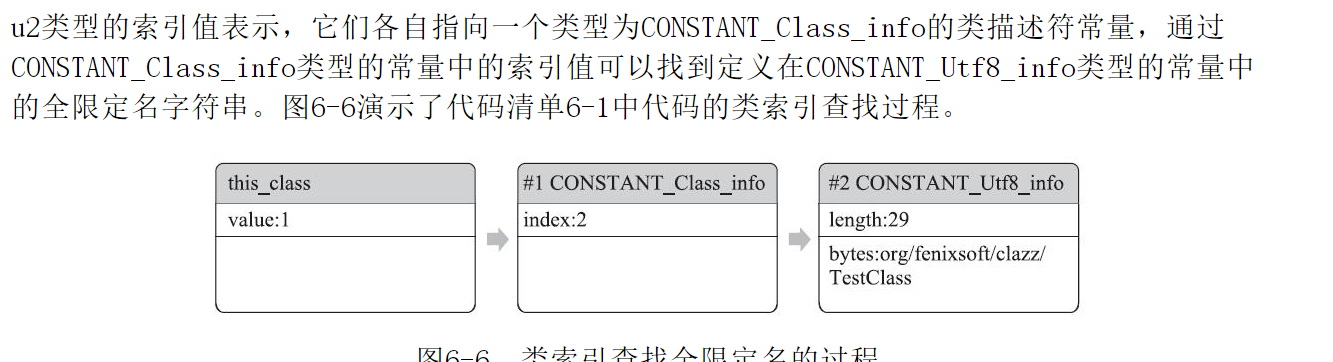 u2类型的索引值表示，它们各自指向一个类型为CONSTANT_Class_info的类描述符常量，通过
CONSTANT_Class_info类型的常量中的索引值可以找到定义在CONSTANT_Utf8_info类型的常量中
的全限定名字符串。图6-6演示了代码清单6-1中代码的类索引查找过程。
this_class
value:1
#1 CONSTANT_Class_info
index:2
#2 CONSTANT_Utf8_info
length:29
bytes:org/fenixsoft/clazz/
TestClass
图6-6 类索引查找全限定名的过程